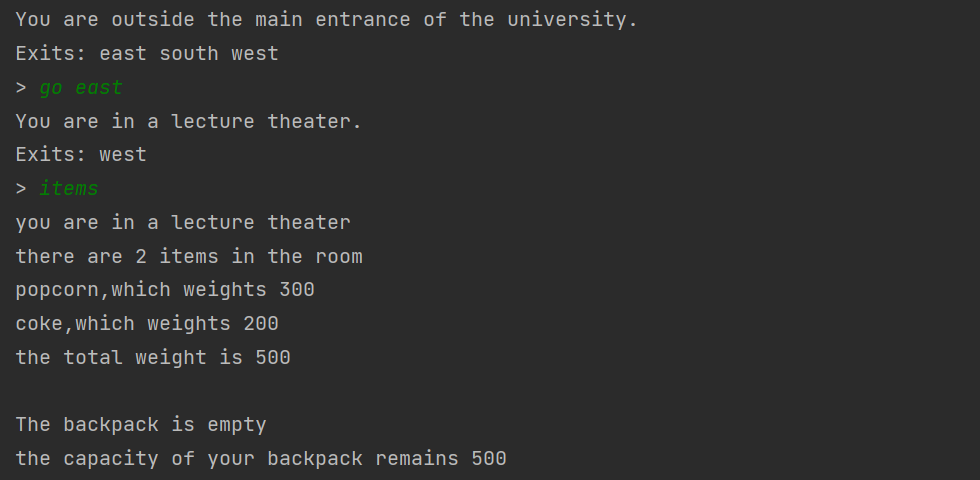 You are outside the main entrance of the university.
Exits: east south west
> go east
You are in a lecture theater.
Exits: west
> items
you are in a lecture theater
there are 2 items in the room
popcorn,which weights 300
coke,which weights 200
the total weight is 500
The backpack is empty
the capacity of your backpack remains 500